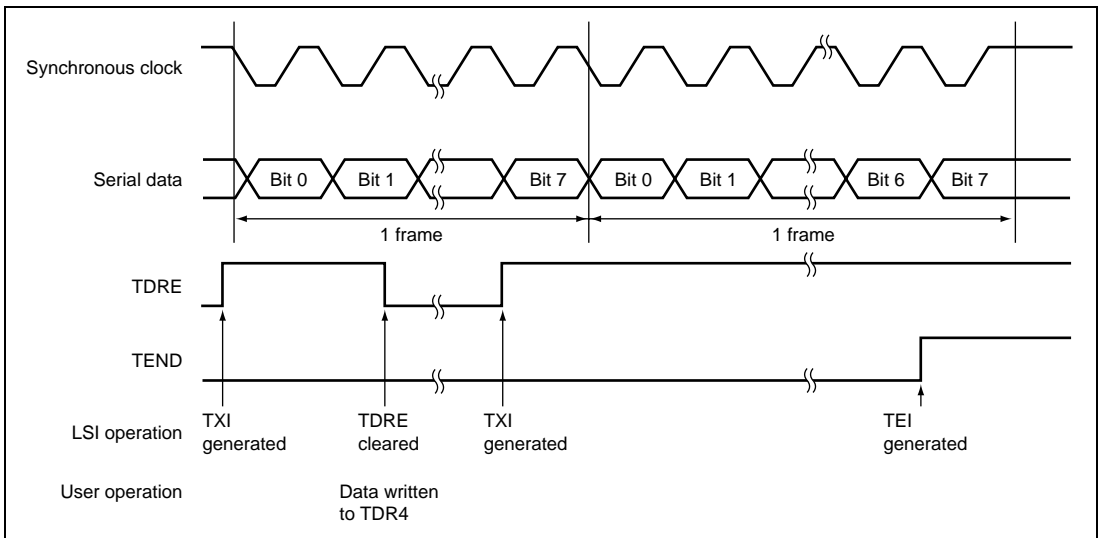 Synchronous clock
Serial data
Bit 0
Bit 1
Bit 7
Bit 0
Bit 1
Bit 6
Bit 7
1 frame
1 frame
TDRE
TEND
LSI operation
TXI
generated
TDRE
cleared
TXI
generated
TEI
generated
User operation
Data written
to TDR4